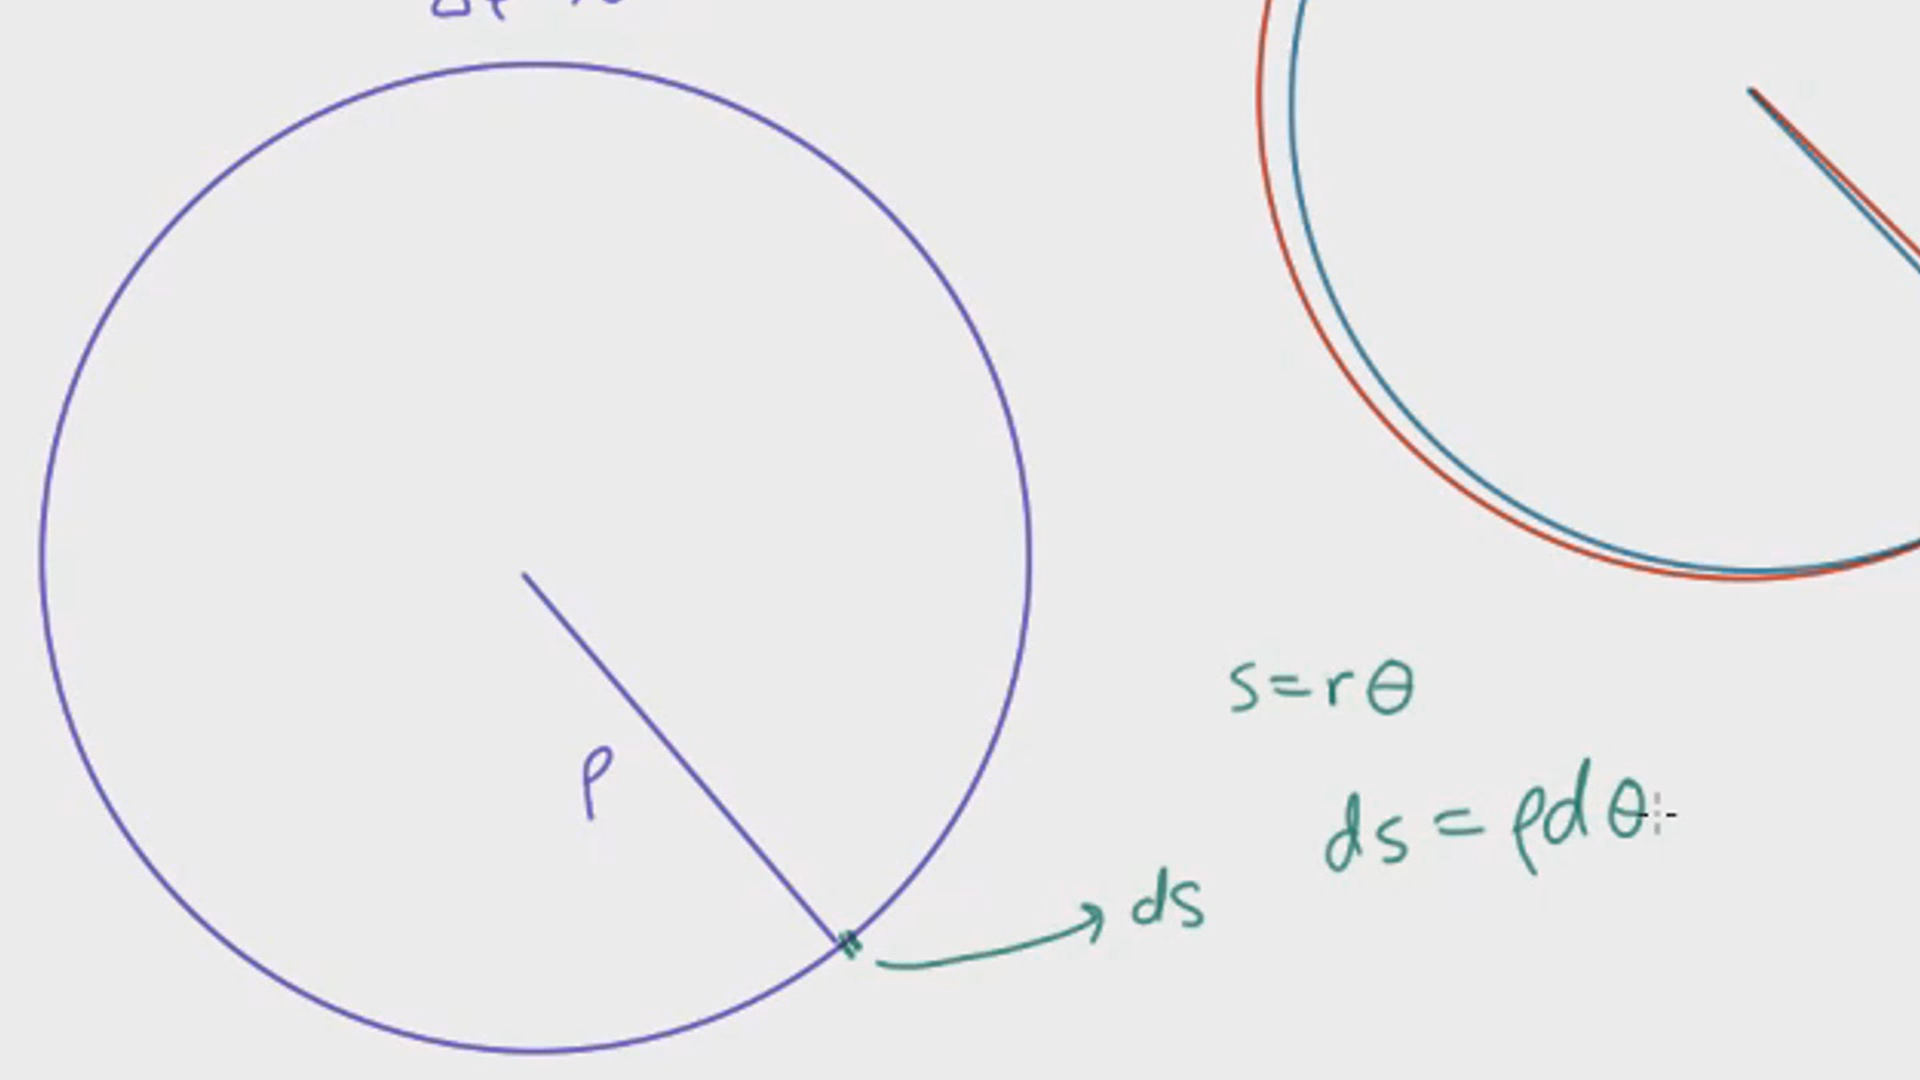 s=rθ
ρ
ds = ρdθ
ds